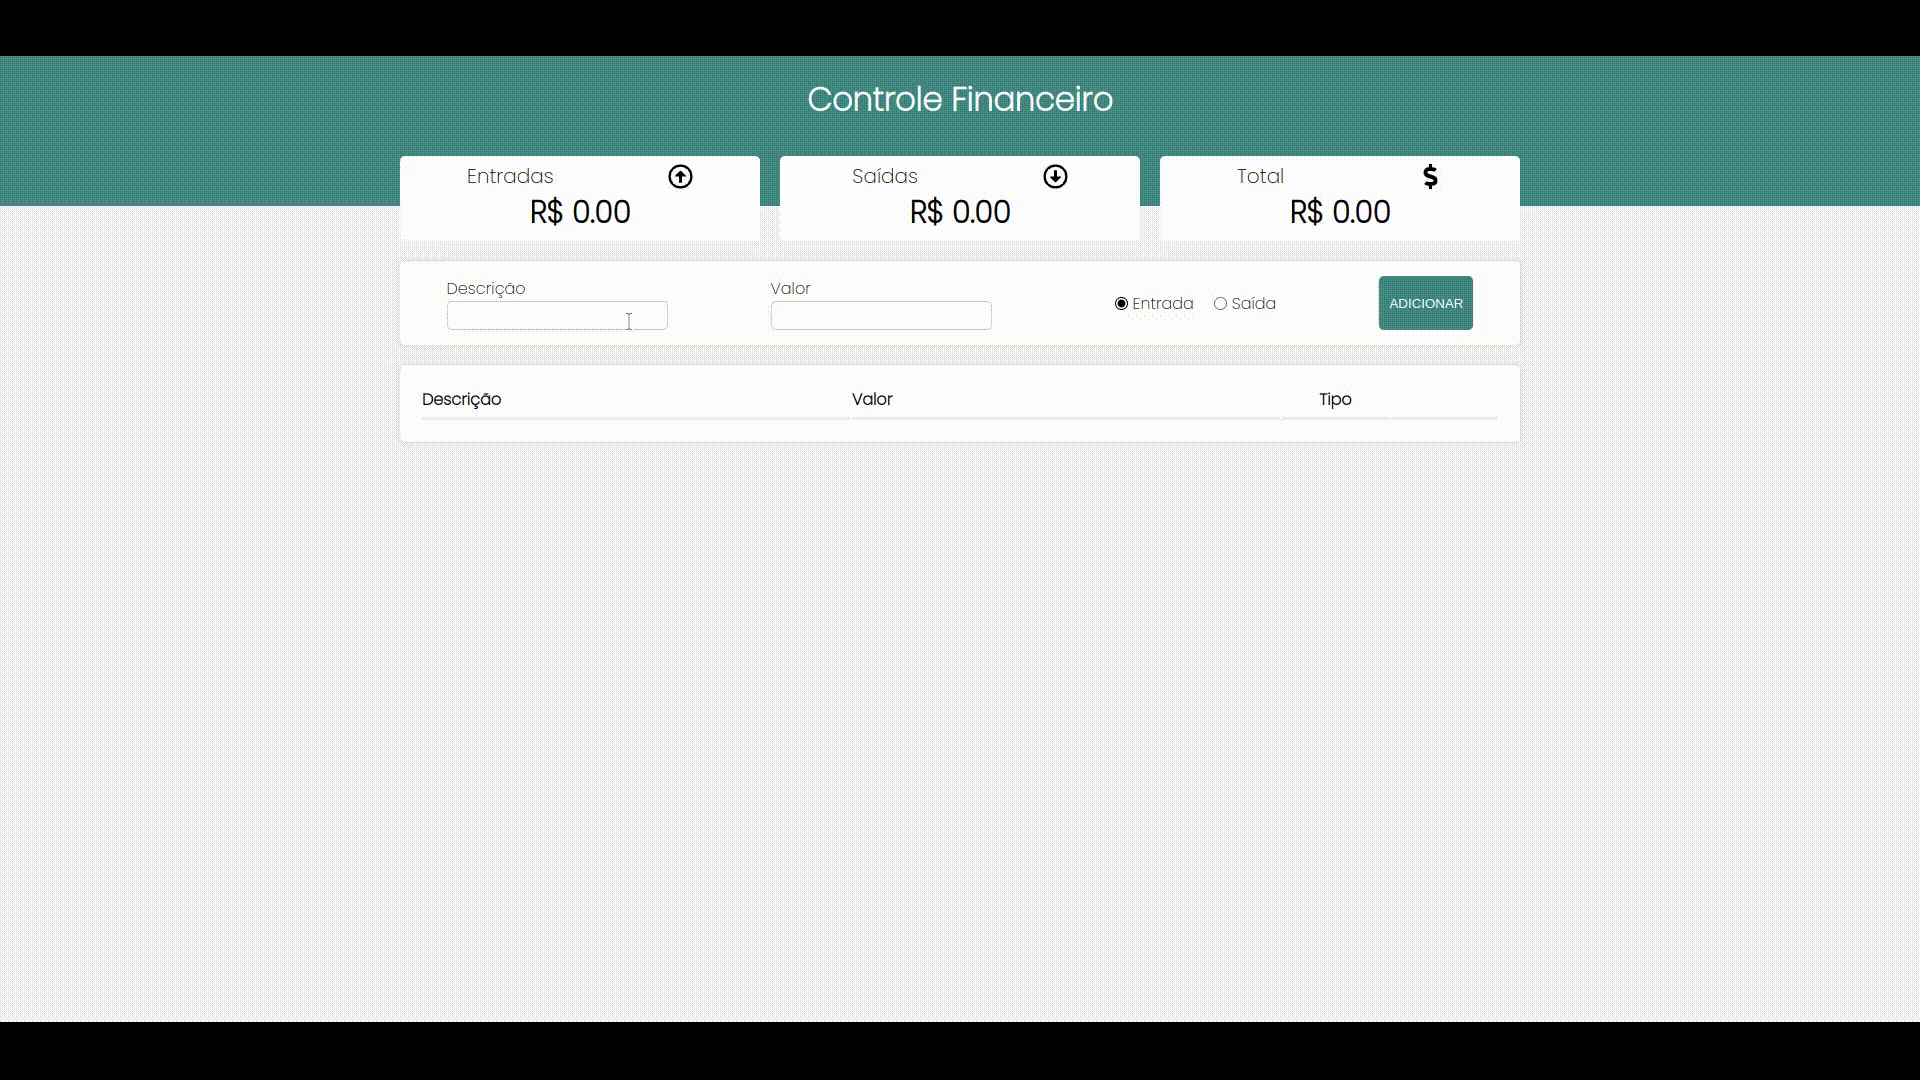 Controle Financeiro
Entradas
R$ 0.00
Saídas
R$ 0.00
Total
$
R$ 0.00
Descrição
Valor
Entrada
Saída
ADICIONAR
Descrição Valor Tipo